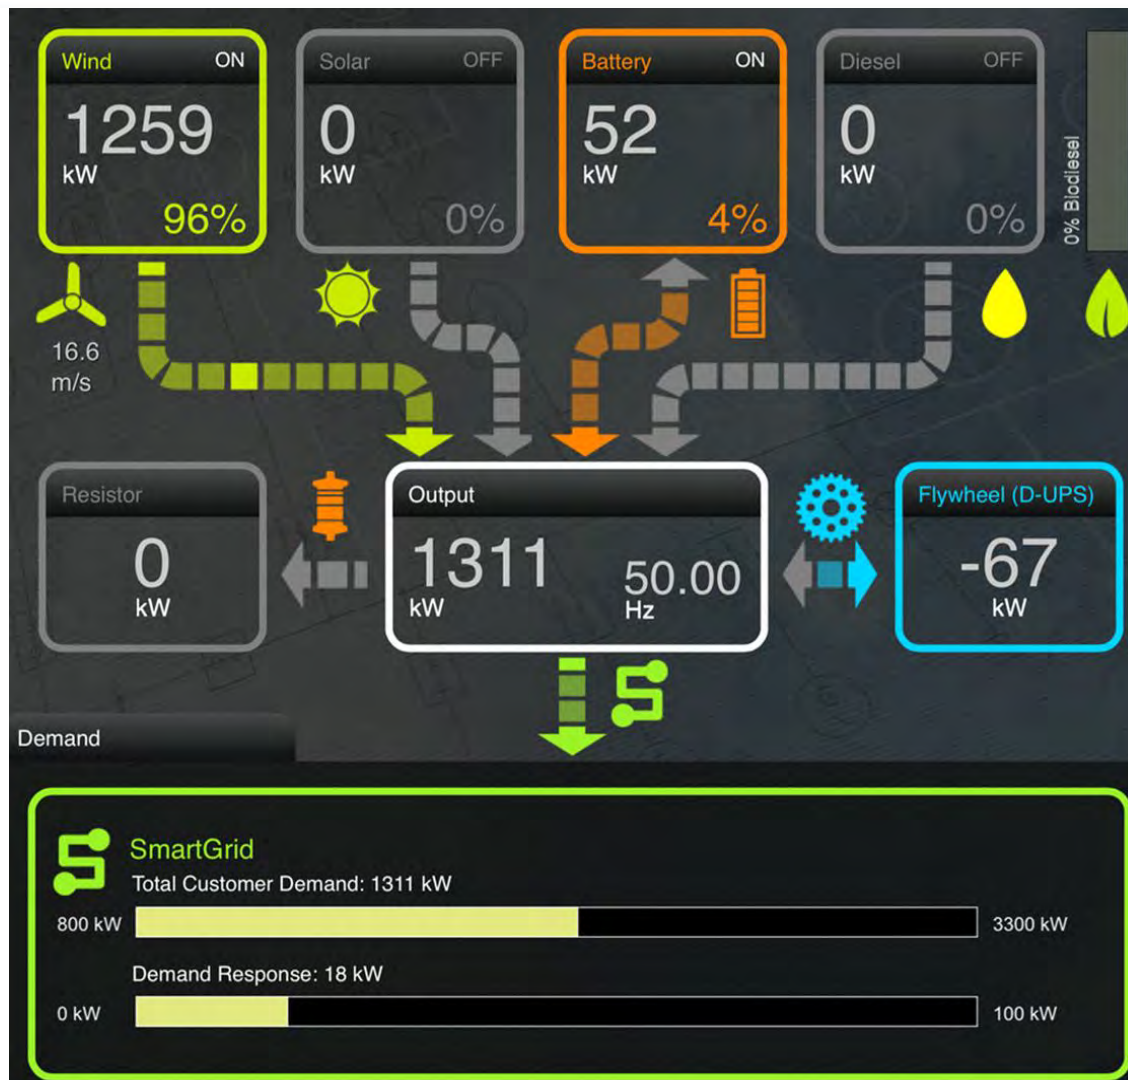 Wind ON
1259
kW
96%
Solar OFF
0
kW
0%
Battery ON
52
kW
4%
Diesel OFF
0
kW
0%
0% Biodiesel
16.6
m/s
Resistor
0
kW
Output
1311
kW
50.00
Hz
Flywheel (D-UPS)
-67
kW
Demand
SmartGrid
Total Customer Demand: 1311 kW
800 kW
3300 kW
Demand Response: 18 kW
0 kW
100 kW